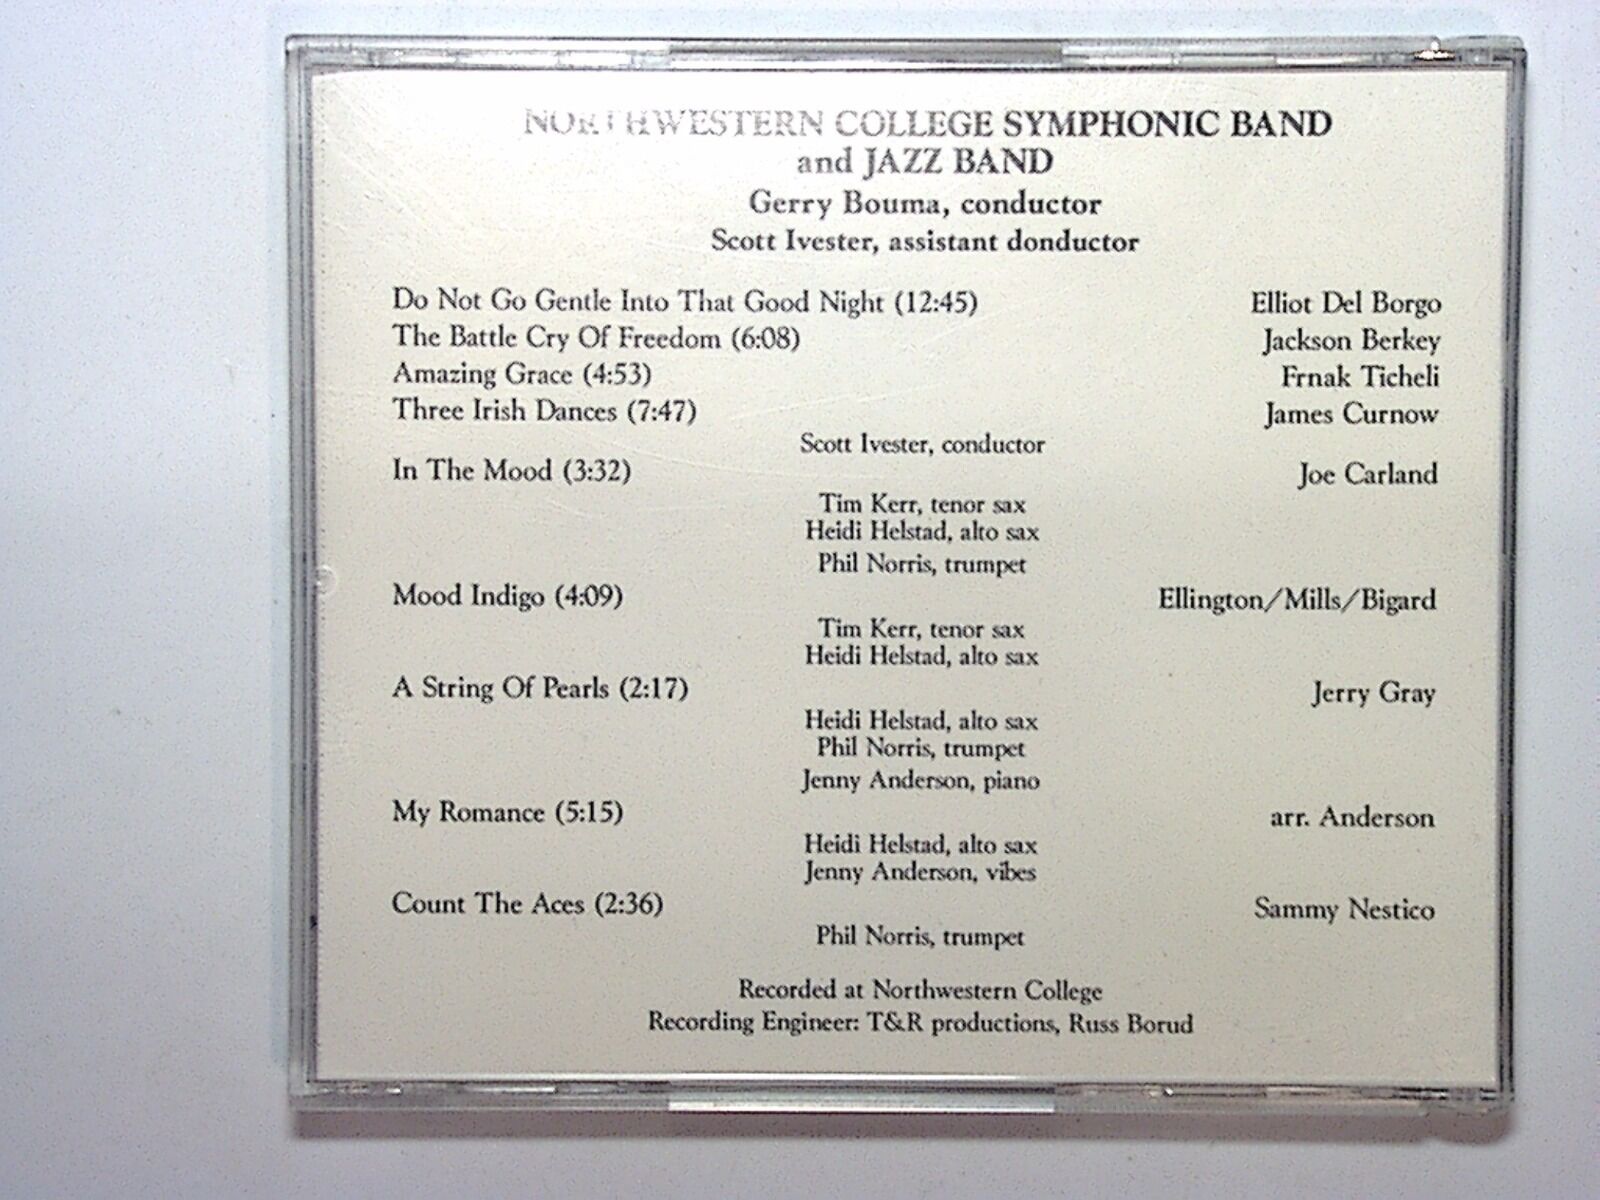 NORTHWESTERN COLLEGE SYMPHONIC BAND
and JAZZ BAND
Gerry Bouma, conductor
Scott Ivester, assistant donductor
Do Not Go Gentle Into That Good Night (12:45) Elliot Del Borgo
The Battle Cry Of Freedom (6:08) Jackson Berkey
Amazing Grace (4:53) Frnak Ticheli
Three Irish Dances (7:47) James Curnow
Scott Ivester, conductor
In The Mood (3:32) Joe Carland
Tim Kerr, tenor sax
Heidi Helstad, alto sax
Phil Norris, trumpet
Mood Indigo (4:09) Ellington/Mills/Bigard
Tim Kerr, tenor sax
Heidi Helstad, alto sax
A String Of Pearls (2:17) Jerry Gray
Heidi Helstad, alto sax
Phil Norris, trumpet
Jenny Anderson, piano
My Romance (5:15) arr. Anderson
Heidi Helstad, alto sax
Jenny Anderson, vibes
Count The Aces (2:36) Sammy Nestico
Phil Norris, trumpet
Recorded at Northwestern College
Recording Engineer: T&R productions, Russ Borud